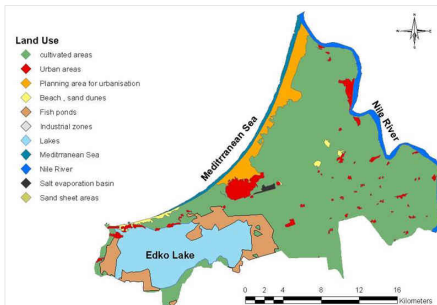 Land Use
cultivated areas
Urban areas
Planning area for urbanisation
Beach , sand dunes
Fish ponds
Industrial zones
Lakes
Meditrranean Sea
Nile River
Salt evaporation basin
Sand sheet areas
Meditrranean Sea
Nile River
Edko Lake
0 2 4 8 12 16
Kilometers